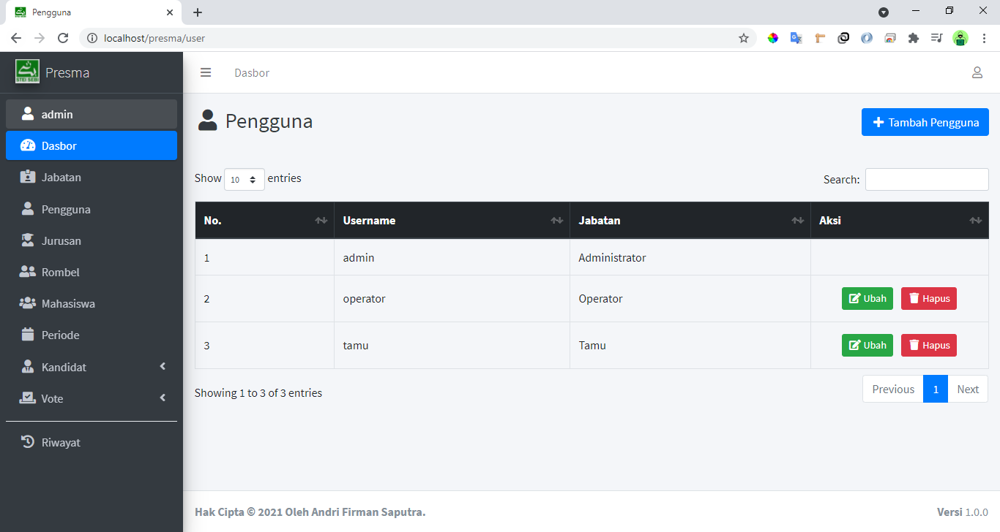 Pengguna
localhost/presma/user
STEI SEBI
Presma
Dasbor
admin
Dasbor
Jabatan
Pengguna
Jurusan
Rombel
Mahasiswa
Periode
Kandidat
Vote
Riwayat
Pengguna
Tambah Pengguna
Show 10 entries
Search:
No. Username Jabatan Aksi
1 admin Administrator
2 operator Operator Ubah Hapus
3 tamu Tamu Ubah Hapus
Showing 1 to 3 of 3 entries
Previous 1 Next
Hak Cipta © 2021 Oleh Andri Firman Saputra.
Versi 1.0.0